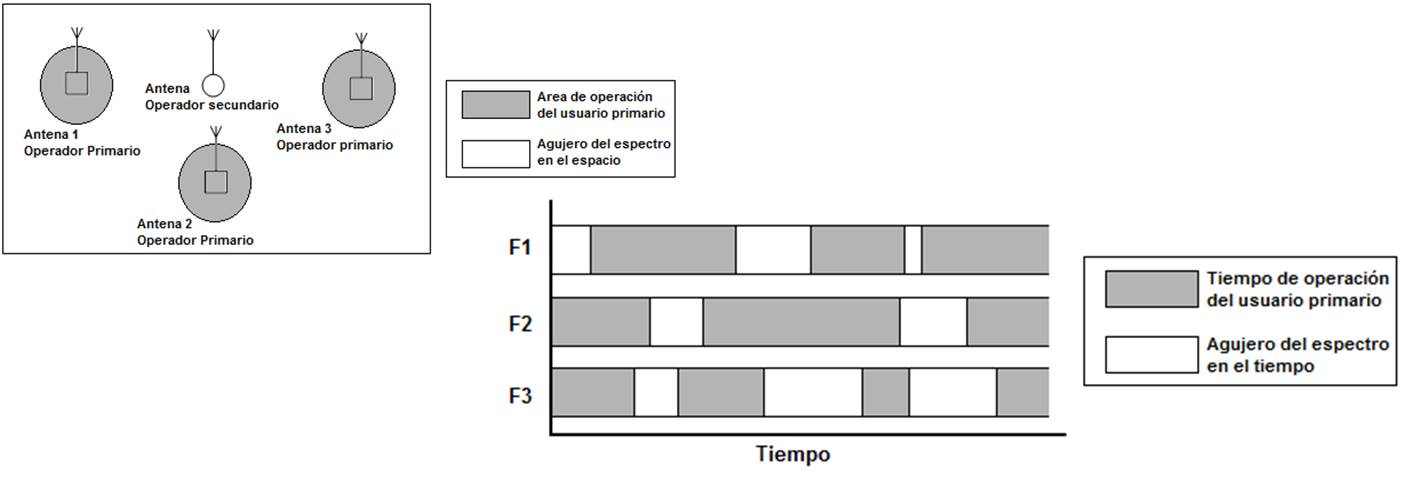 Antena
Operador secundario
Antena 1
Operador Primario
Antena 3
Operador primario
Antena 2
Operador Primario
Area de operación
del usuario primario
Agujero del espectro
en el espacio
F1
F2
F3
Tiempo
Tiempo de operación
del usuario primario
Agujero del espectro
en el tiempo